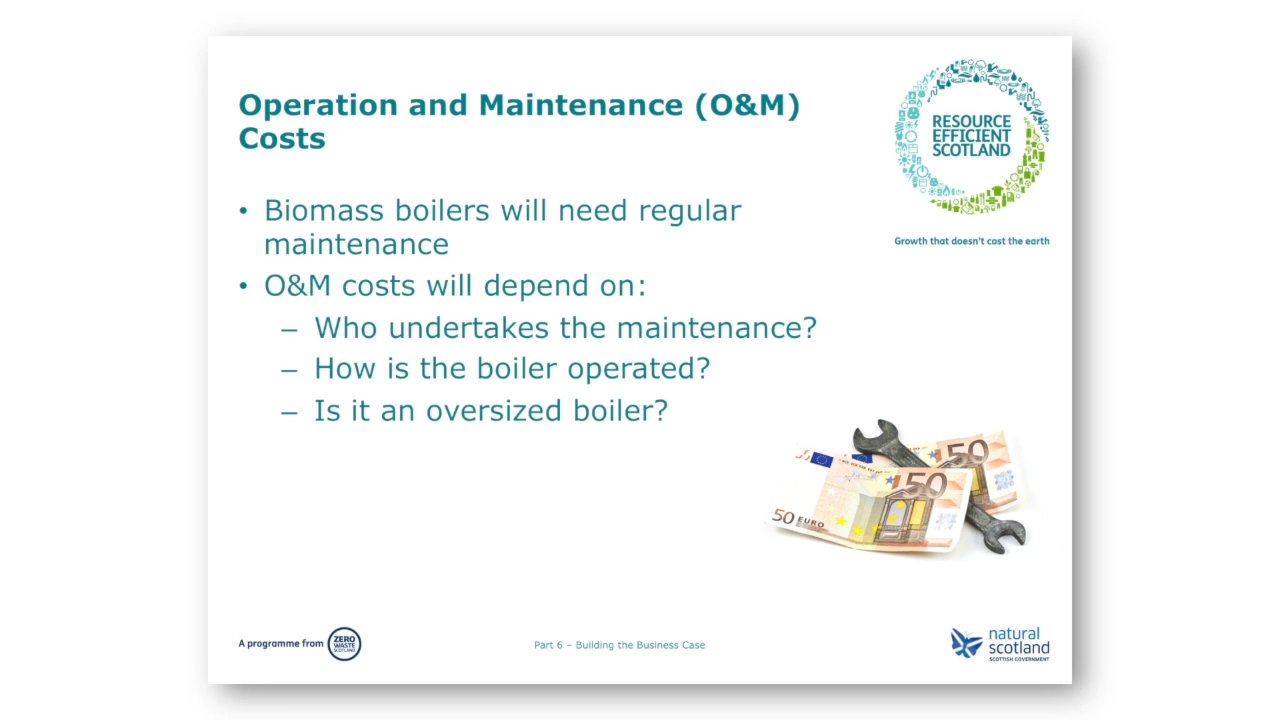 Operation and Maintenance (O&M)
Costs
RESOURCE
EFFICIENT
SCOTLAND
Growth that doesn't cost the earth
• Biomass boilers will need regular
maintenance
• O&M costs will depend on:
– Who undertakes the maintenance?
– How is the boiler operated?
– Is it an oversized boiler?
50
50
50 EURO
A programme from
ZERO
WASTE
SCOTLAND
Part 6 – Building the Business Case
natural
scotland
SCOTTISH GOVERNMENT